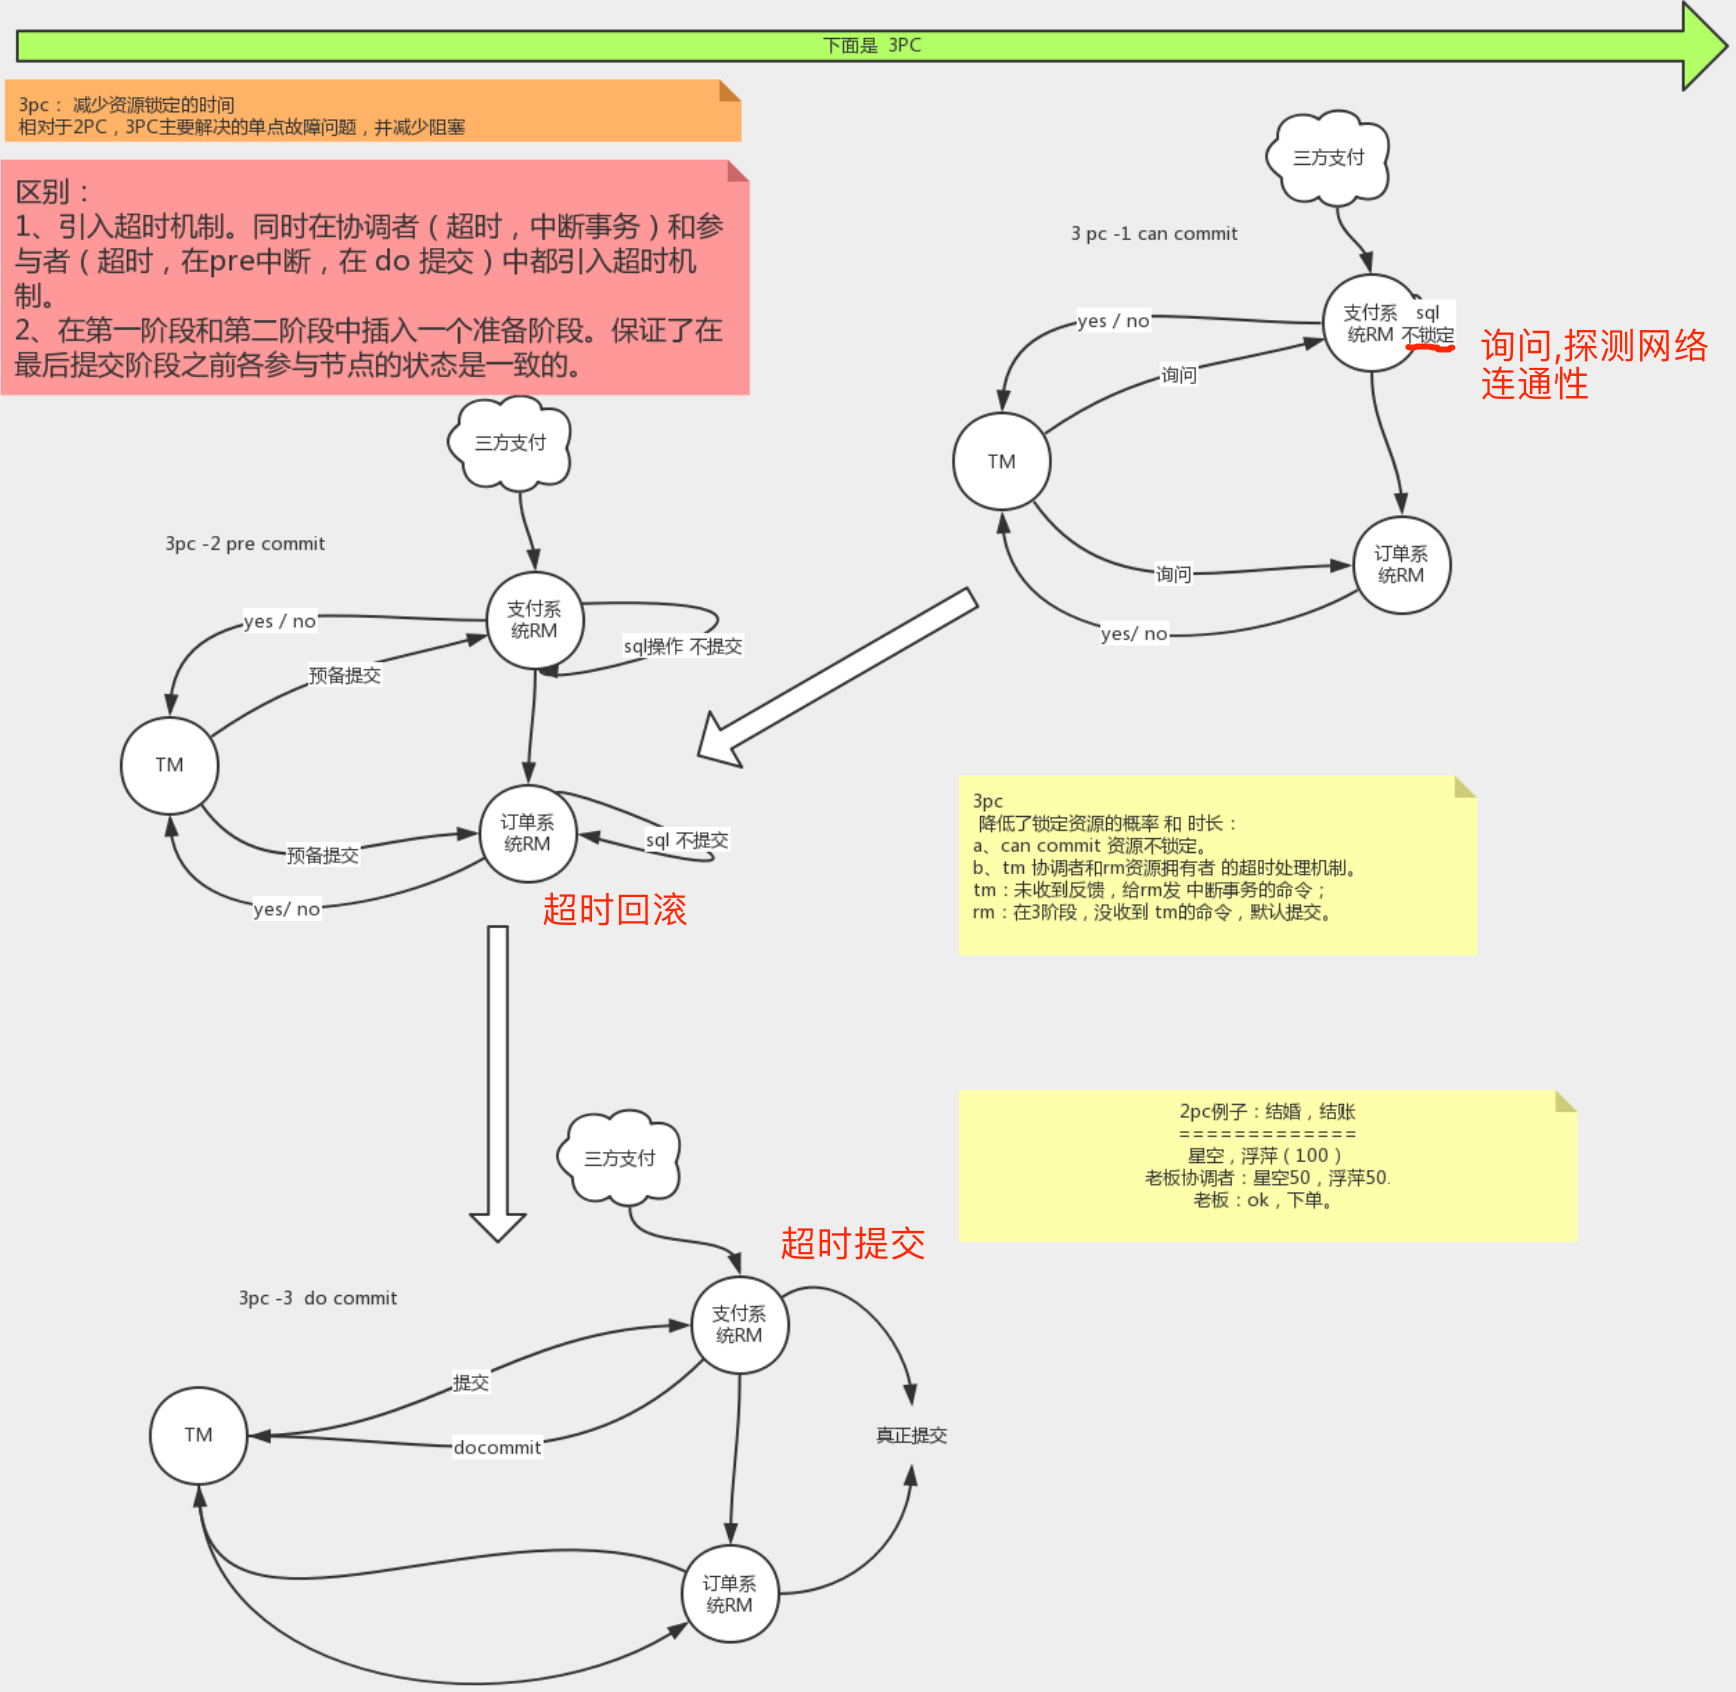 下面是 3PC
3pc： 减少资源锁定的时间
相对于2PC，3PC主要解决的单点故障问题，并减少阻塞
区别：
1、引入超时机制。同时在协调者（超时，中断事务）和参
与者（超时，在pre中断，在 do 提交）中都引入超时机
制。
2、在第一阶段和第二阶段中插入一个准备阶段。保证了在
最后提交阶段之前各参与节点的状态是一致的。
三方支付
3 pc -1 can commit
支付系
统RM
sql
不锁定
询问,探测网络
连通性
yes / no
询问
TM
询问
订单系
统RM
yes/ no
三方支付
3pc -2 pre commit
支付系
统RM
yes / no
sql操作 不提交
预备提交
TM
订单系
统RM
sql 不提交
预备提交
yes/ no
超时回滚
3pc
降低了锁定资源的概率 和 时长：
a、can commit 资源不锁定。
b、tm 协调者和rm资源拥有者 的超时处理机制。
tm：未收到反馈，给rm发 中断事务的命令；
rm：在3阶段，没收到 tm的命令，默认提交。
2pc例子：结婚，结账
=============
星空，浮萍（100）
老板协调者：星空50，浮萍50.
老板：ok，下单。
三方支付
超时提交
3pc -3 do commit
支付系
统RM
提交
TM
docommit
真正提交
订单系
统RM